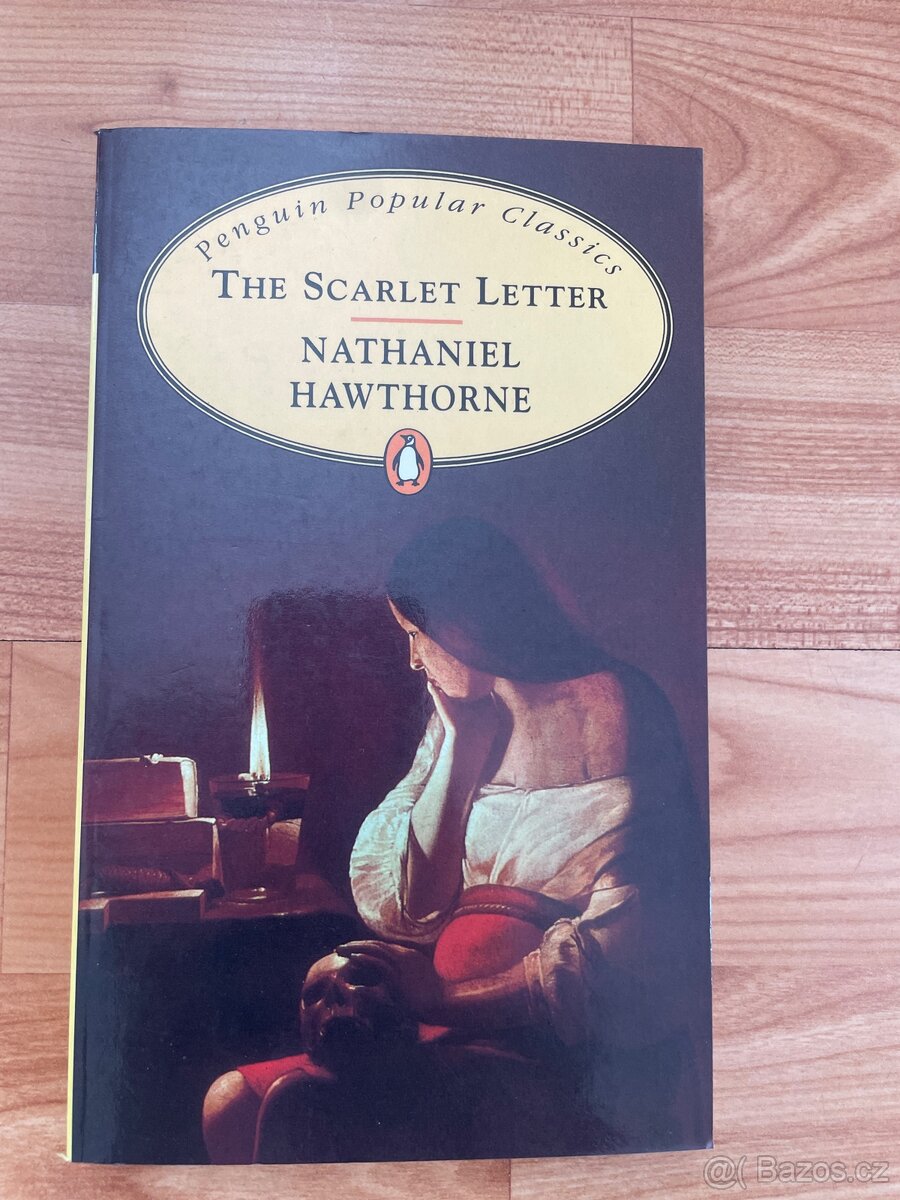 Penguin Popular Classics
THE SCARLET LETTER
NATHANIEL
HAWTHORNE
@( Bazos.cz